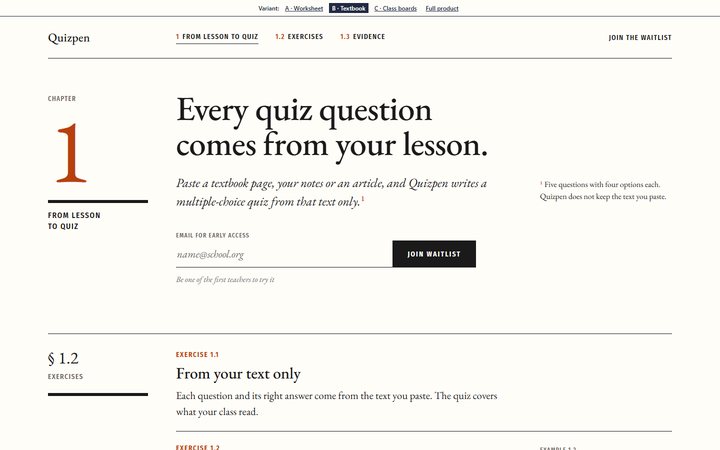 Variant: A · Worksheet B · Textbook C · Class boards Full product
Quizpen
1 FROM LESSON TO QUIZ 1.2 EXERCISES 1.3 EVIDENCE
JOIN THE WAITLIST
CHAPTER
1
FROM LESSON
TO QUIZ
Every quiz question
comes from your lesson.
Paste a textbook page, your notes or an article, and Quizpen writes a
multiple-choice quiz from that text only. 1
1 Five questions with four options each.
Quizpen does not keep the text you paste.
EMAIL FOR EARLY ACCESS
name@school.org
JOIN WAITLIST
Be one of the first teachers to try it
§ 1.2
EXERCISES
EXERCISE 1.1
From your text only
Each question and its right answer come from the text you paste. The quiz covers
what your class read.
EXERCISE 1.2